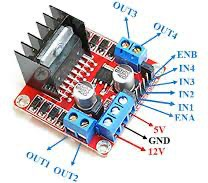 OUT3
OUT4
ENB
IN4
IN3
IN2
IN1
ENA
5V
GND
12V
OUT1
OUT2